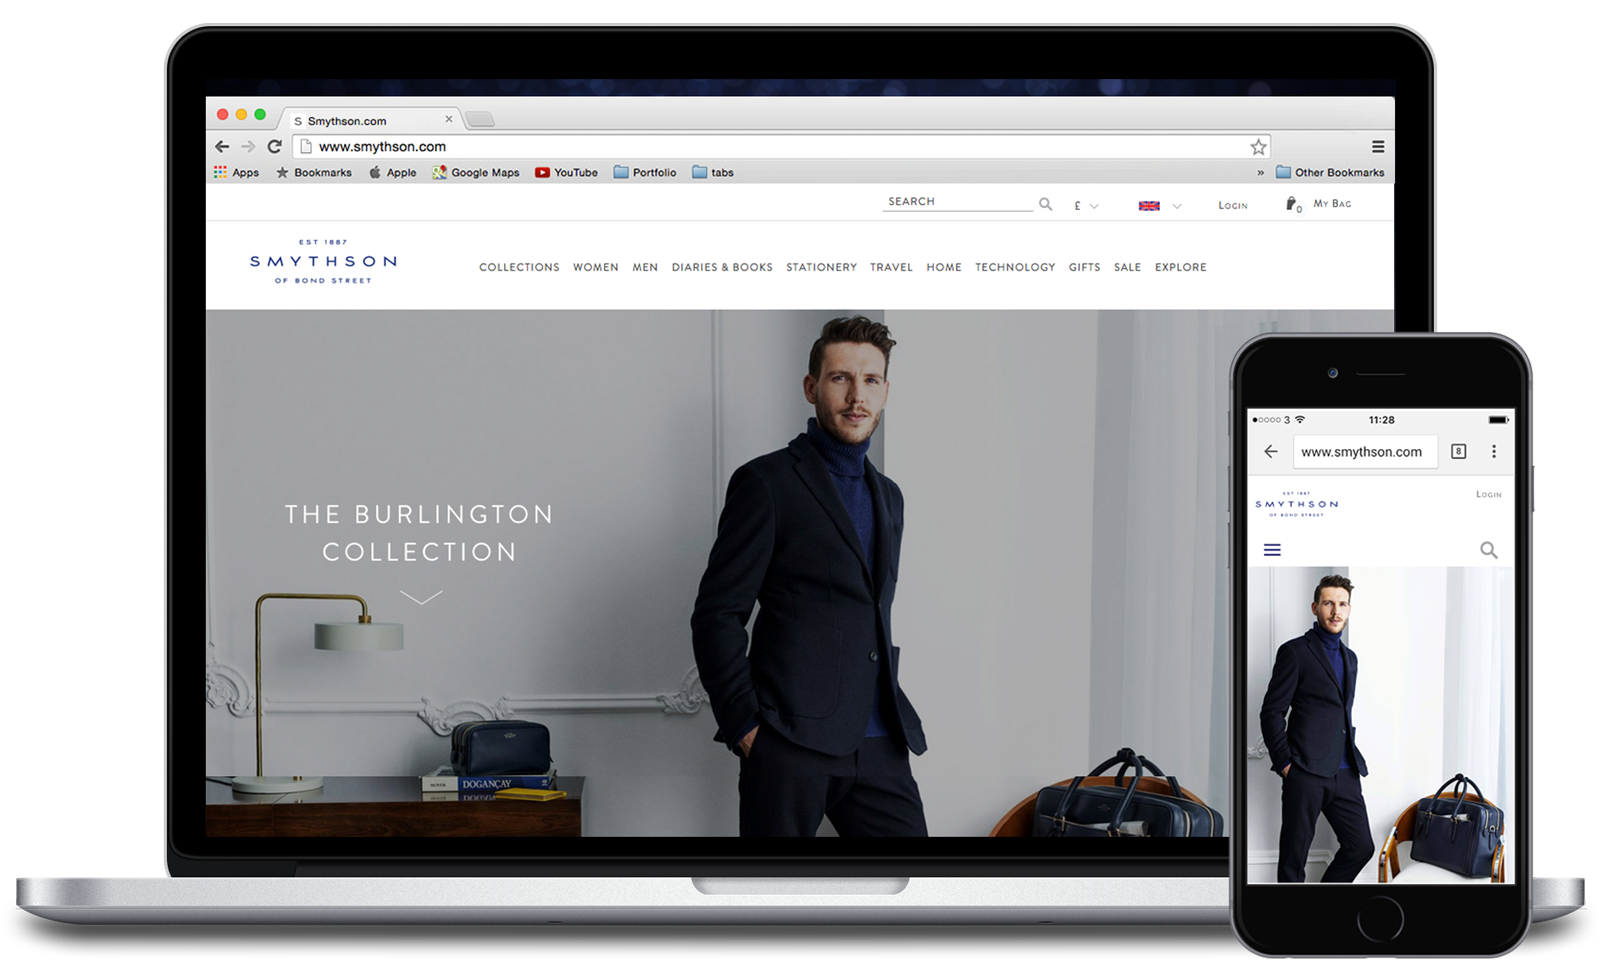 S Smythson.com
www.smythson.com
Apps Bookmarks Apple Google Maps YouTube Portfolio tabs » Other Bookmarks
SEARCH £ LOGIN 0 MY BAG
EST 1887
SMYTHSON
OF BOND STREET
COLLECTIONS WOMEN MEN DIARIES & BOOKS STATIONERY TRAVEL HOME TECHNOLOGY GIFTS SALE EXPLORE
THE BURLINGTON
COLLECTION
DOGANÇAY
3 11:28
www.smythson.com 8
EST 1887
SMYTHSON
OF BOND STREET
LOGIN